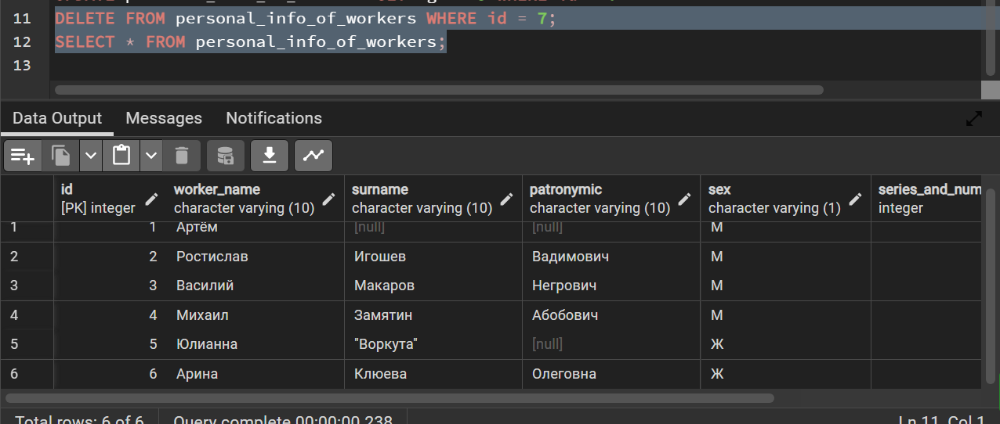 11 DELETE FROM personal_info_of_workers WHERE id = 7;
12 SELECT * FROM personal_info_of_workers;
13
Data Output Messages Notifications
id worker_name surname patronymic sex series_and_num
[PK] integer character varying (10) character varying (10) character varying (10) character varying (1) integer
1 1 Артём [null] [null] М
2 2 Ростислав Игошев Вадимович М
3 3 Василий Макаров Негрович М
4 4 Михаил Замятин Абобович М
5 5 Юлианна "Воркута" [null] Ж
6 6 Арина Клюева Олеговна Ж
Total rows: 6 of 6 Query complete 00:00:00.238 Ln 11, Col 1